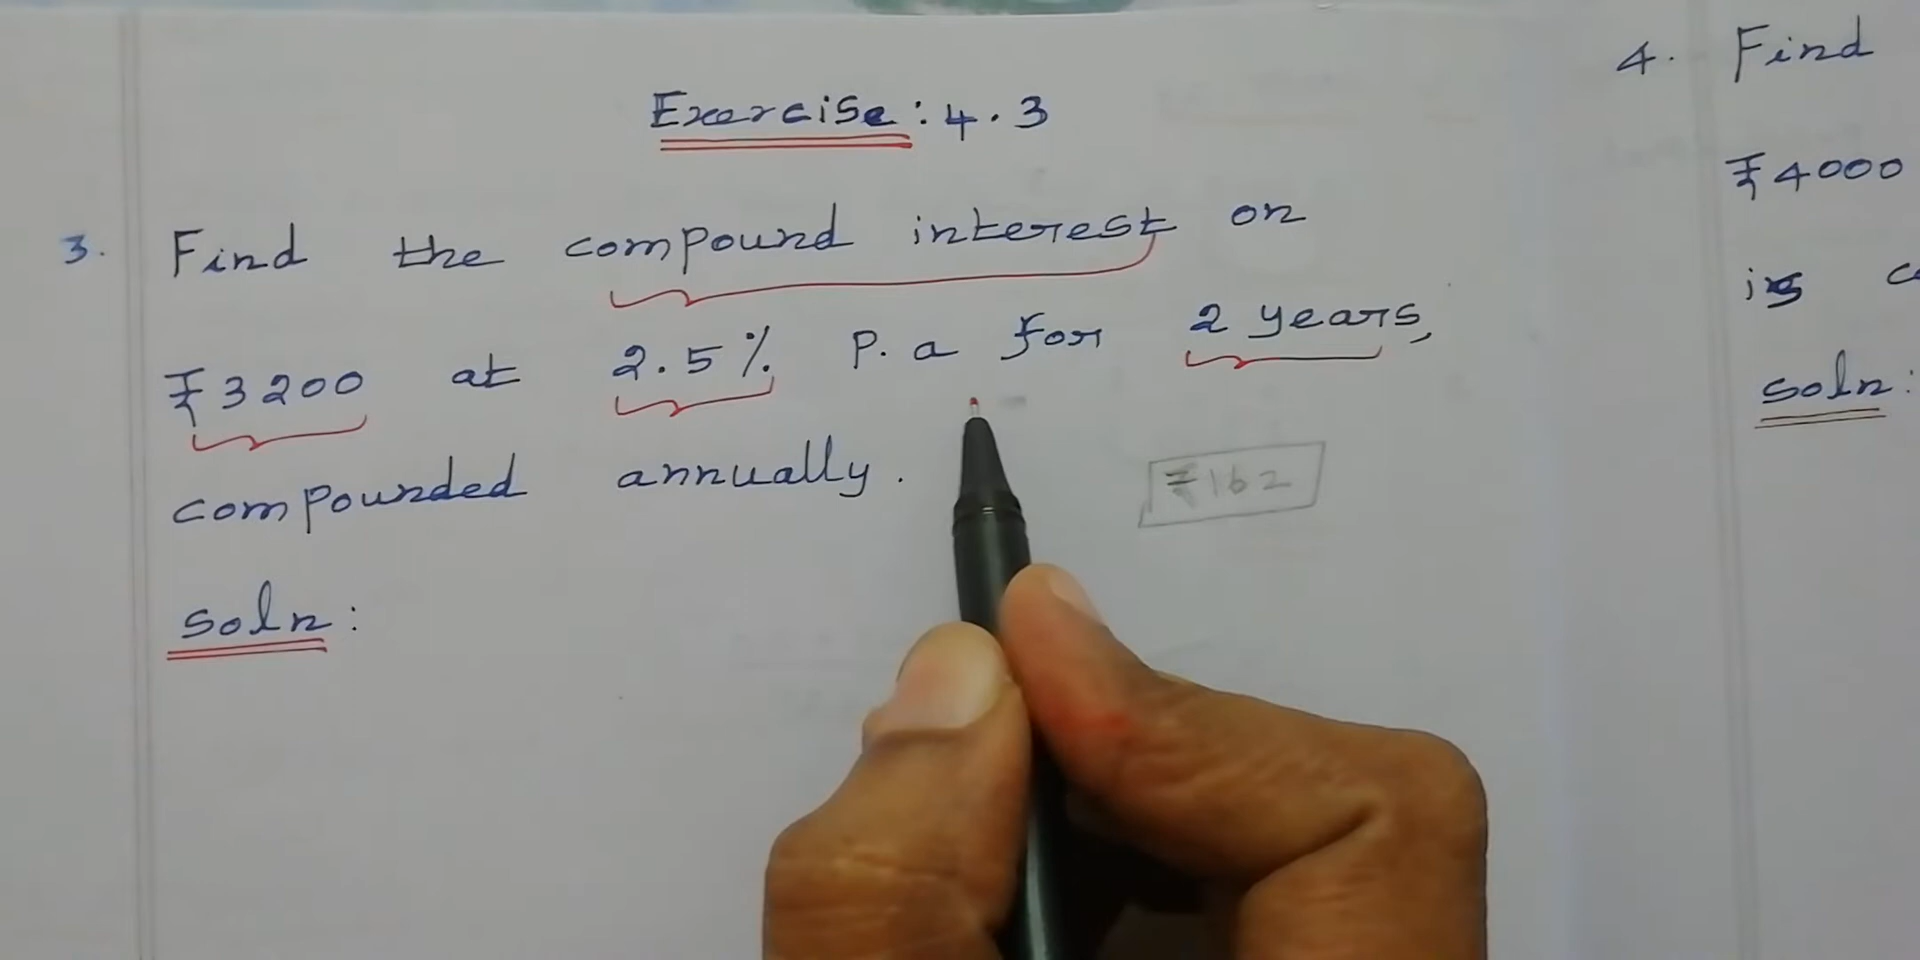 Exercise: 4.3
3. Find the compound interest on
₹3200 at 2.5% P.a for 2 years,
compounded annually.
₹162
Soln:
4. Find
₹4000
is
Soln: